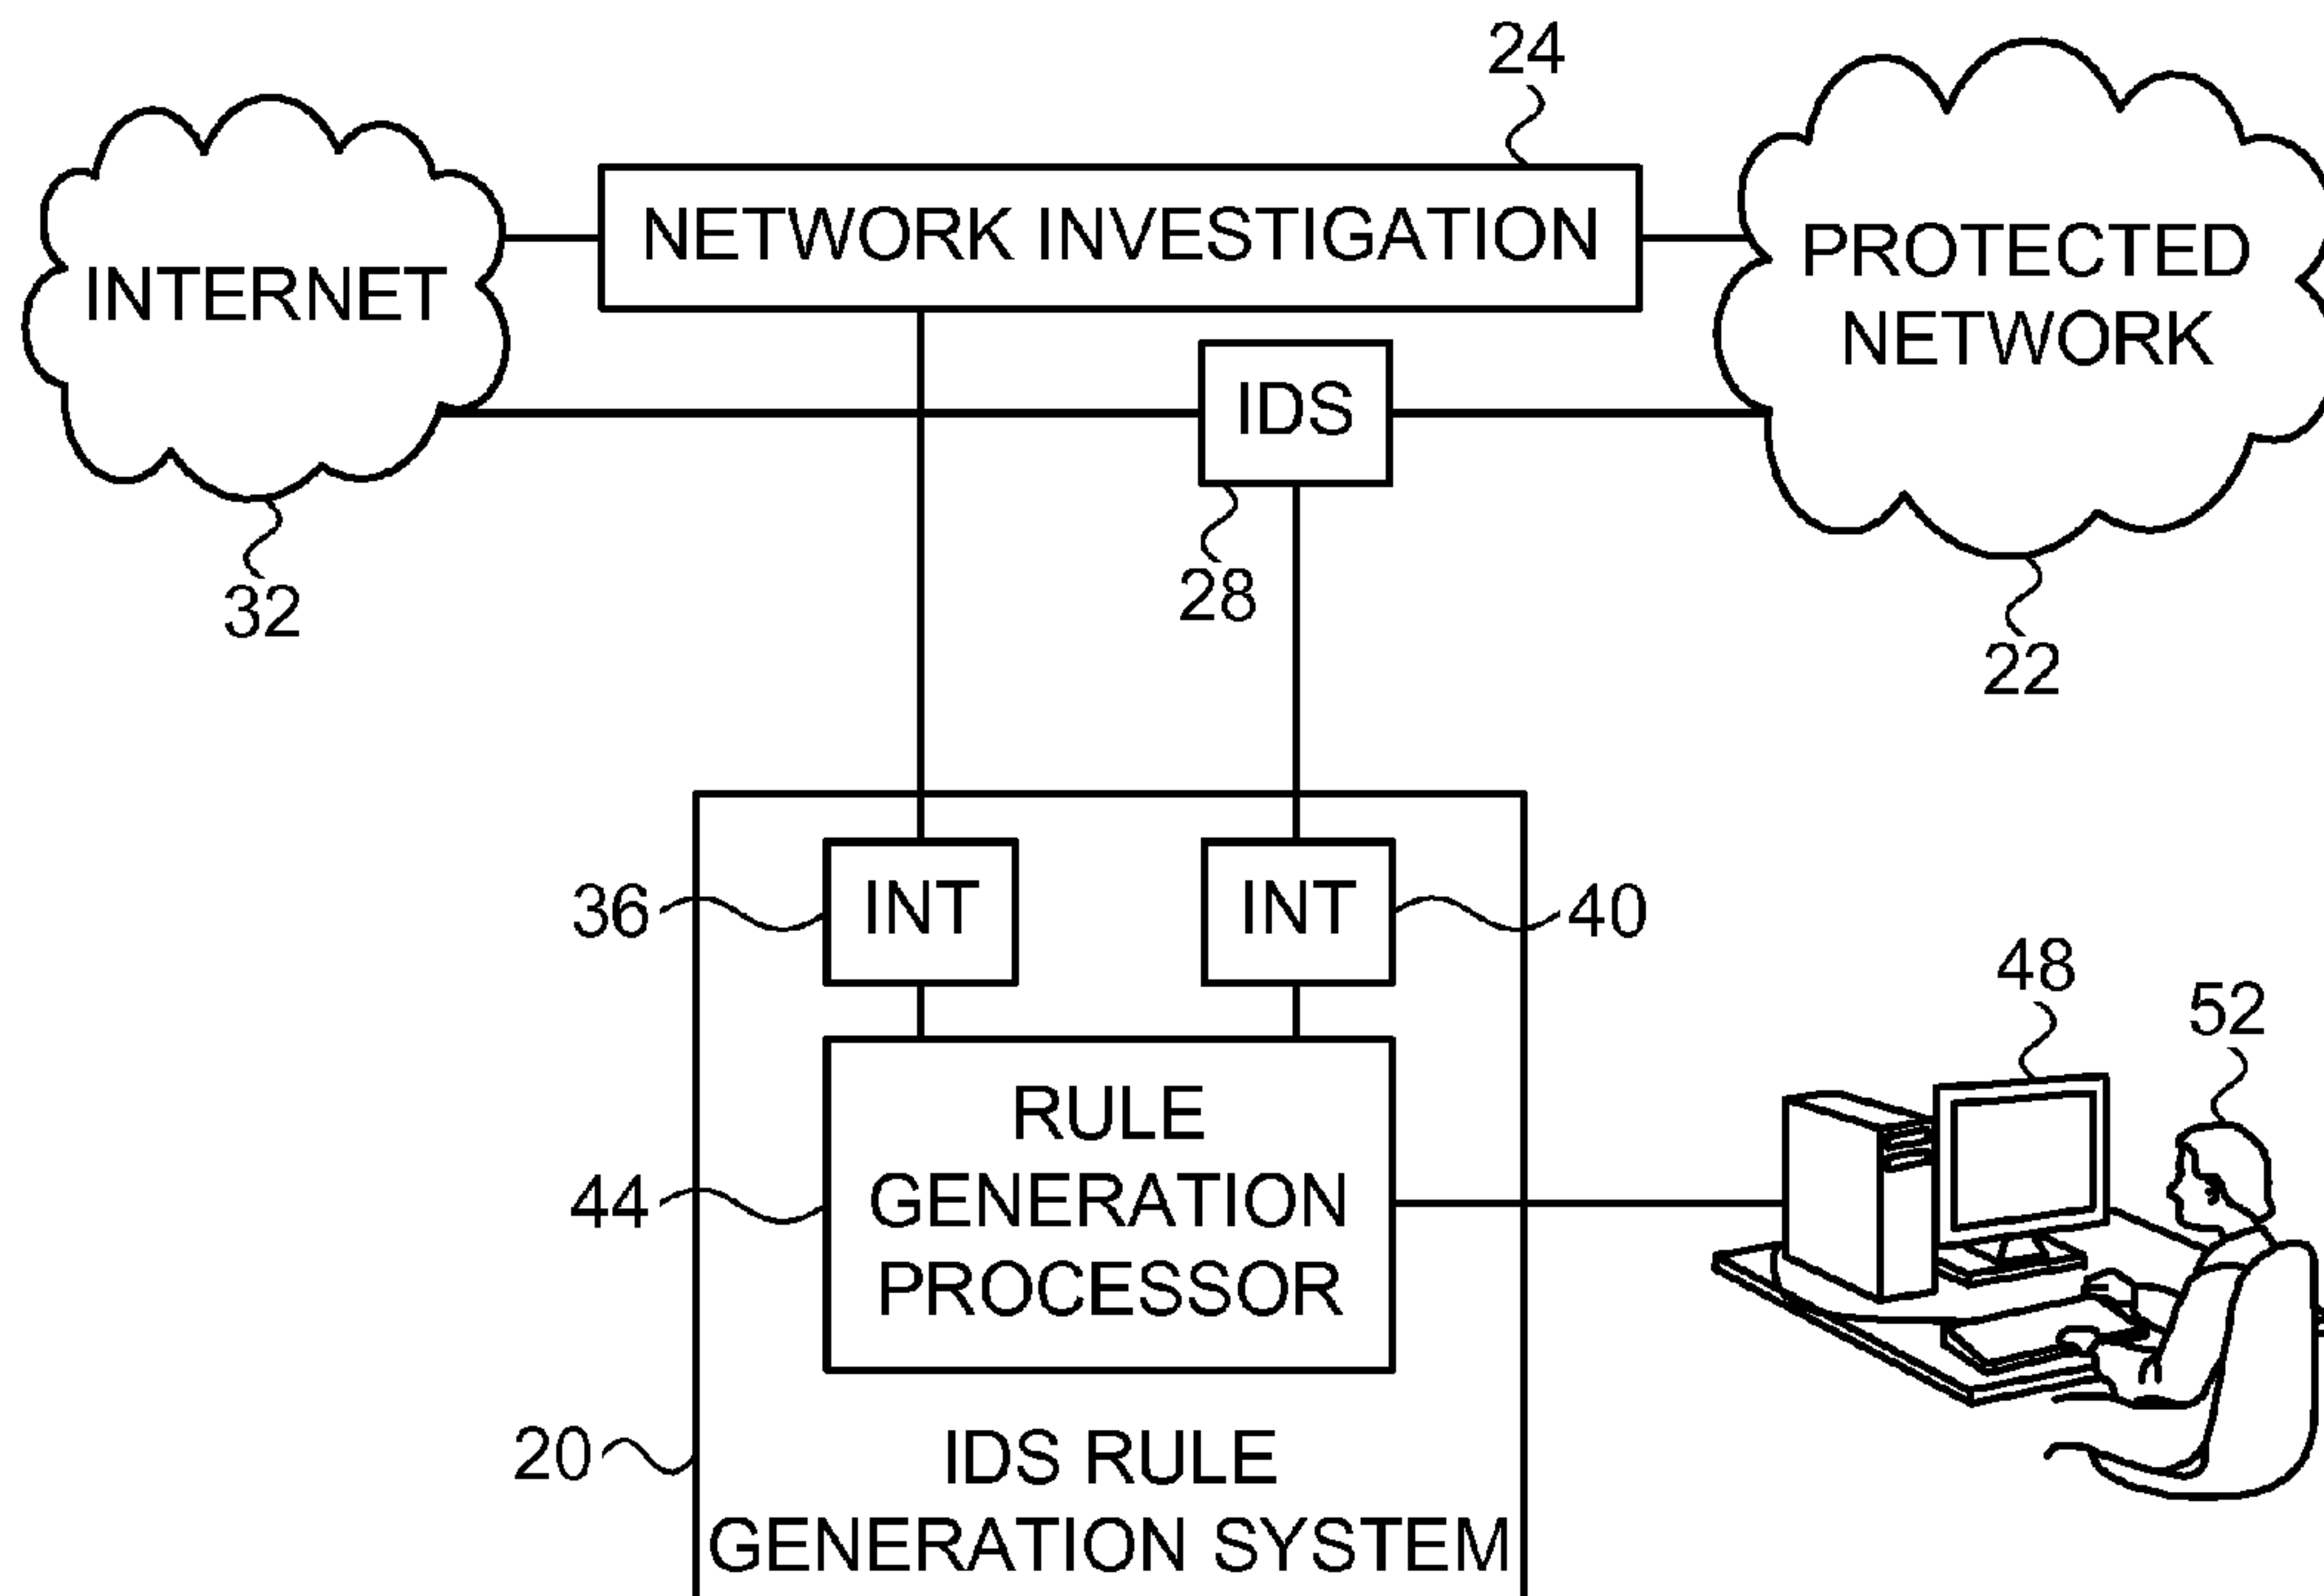 24
NETWORK INVESTIGATION
INTERNET
PROTECTED
NETWORK
IDS
28
32
22
36
INT
INT
40
48
52
RULE
GENERATION
PROCESSOR
44
20
IDS RULE
GENERATION SYSTEM